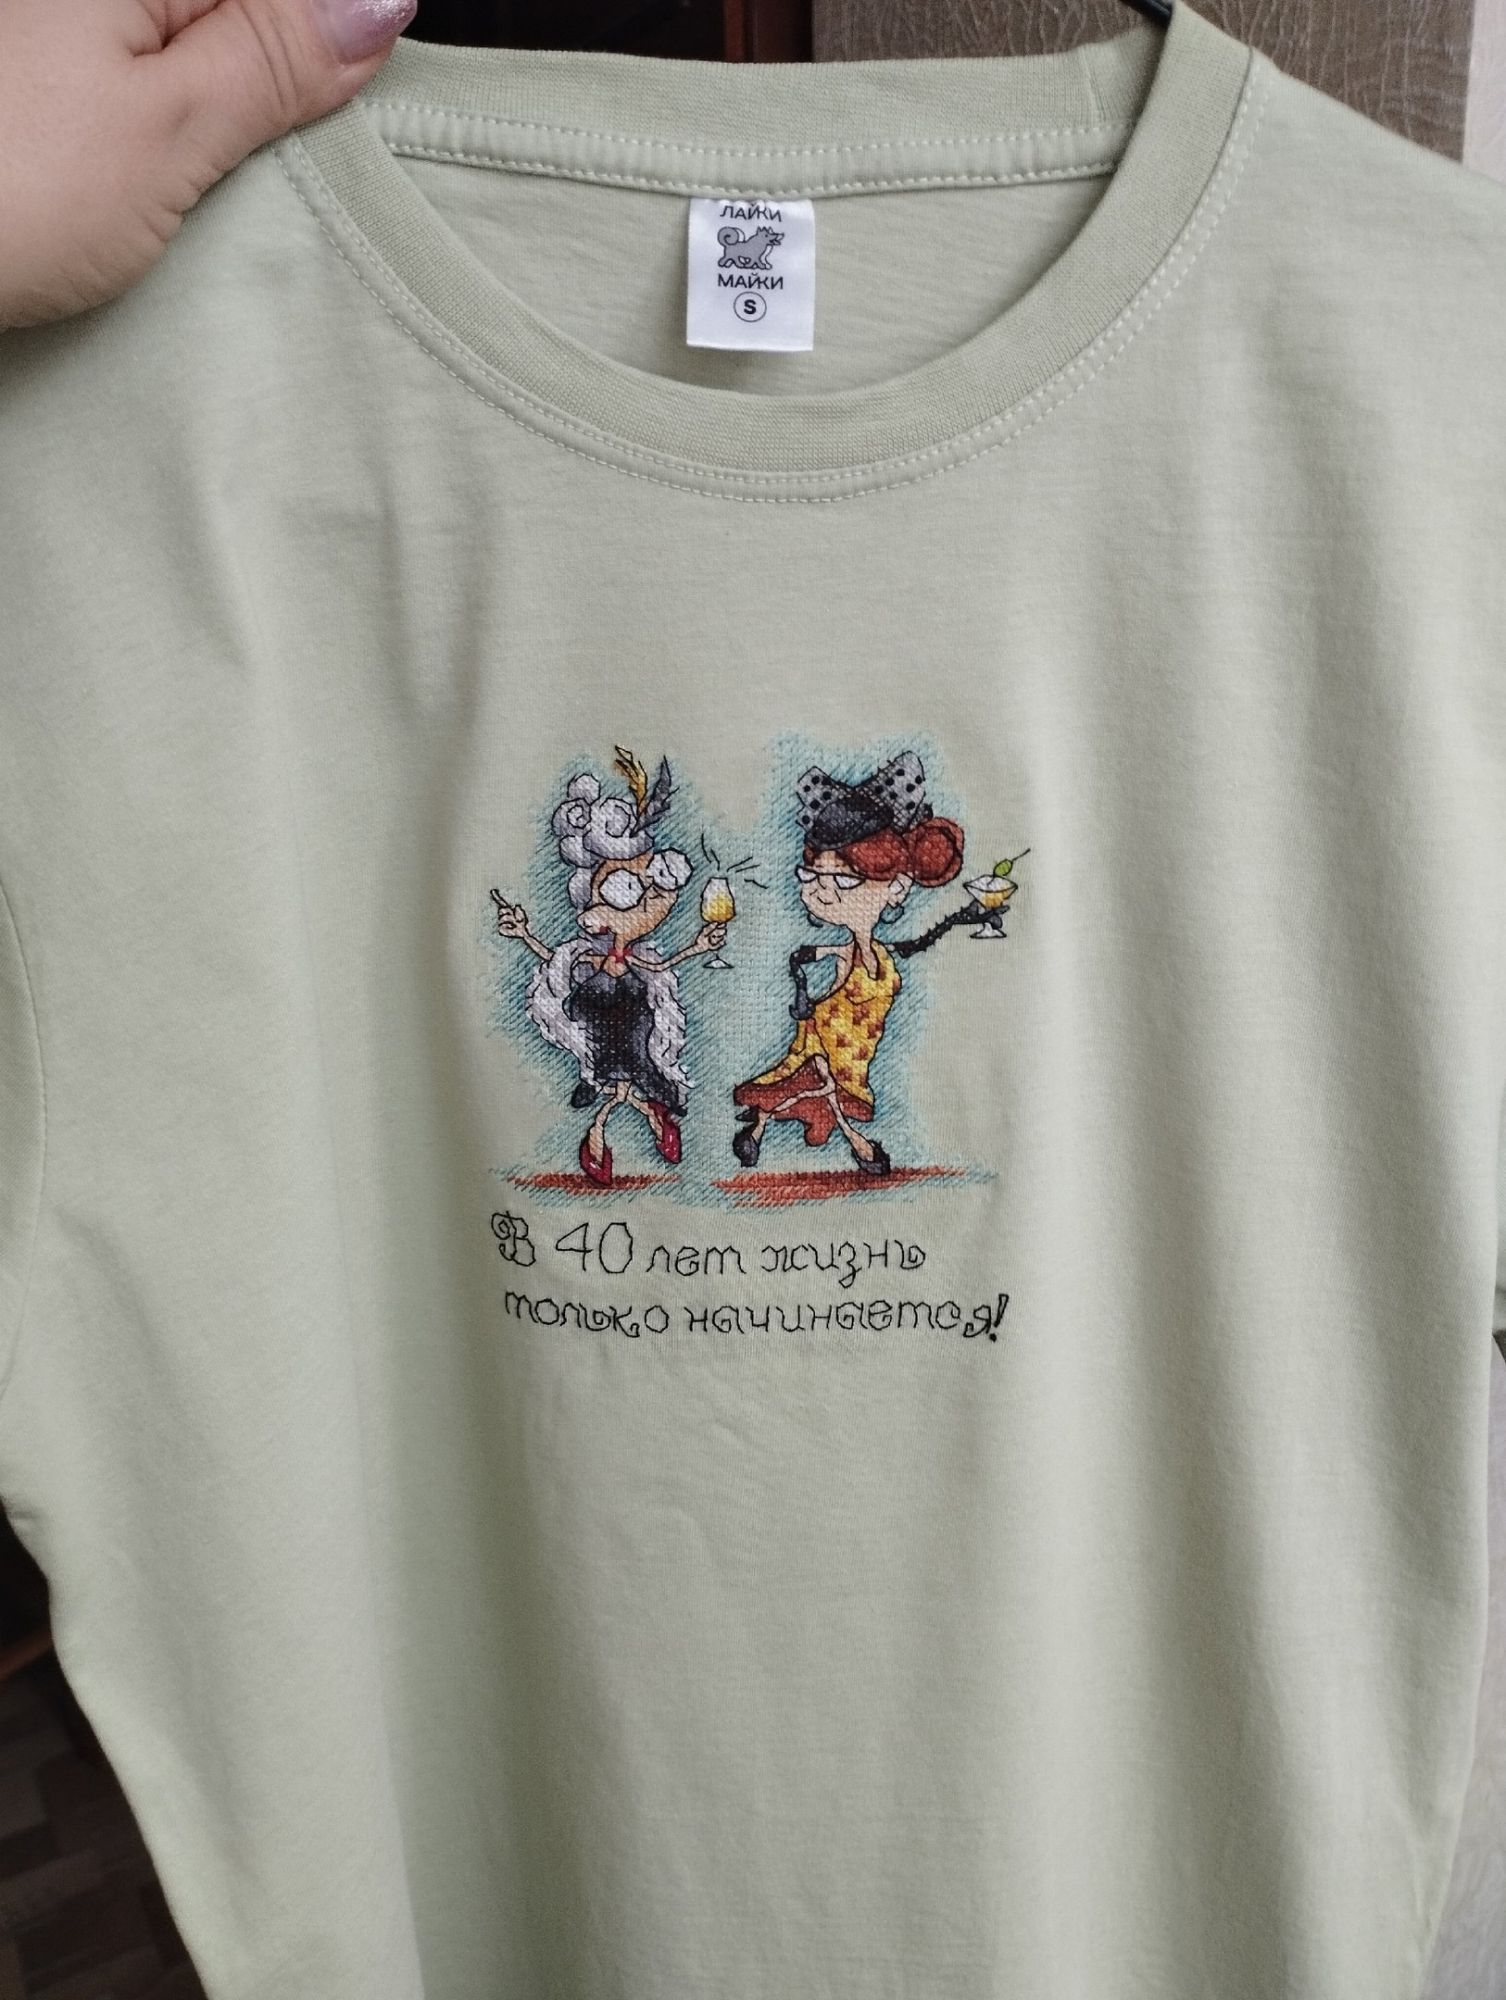 ЛАЙКИ
МАЙКИ
S
В 40 лет жизнь
только начинается!